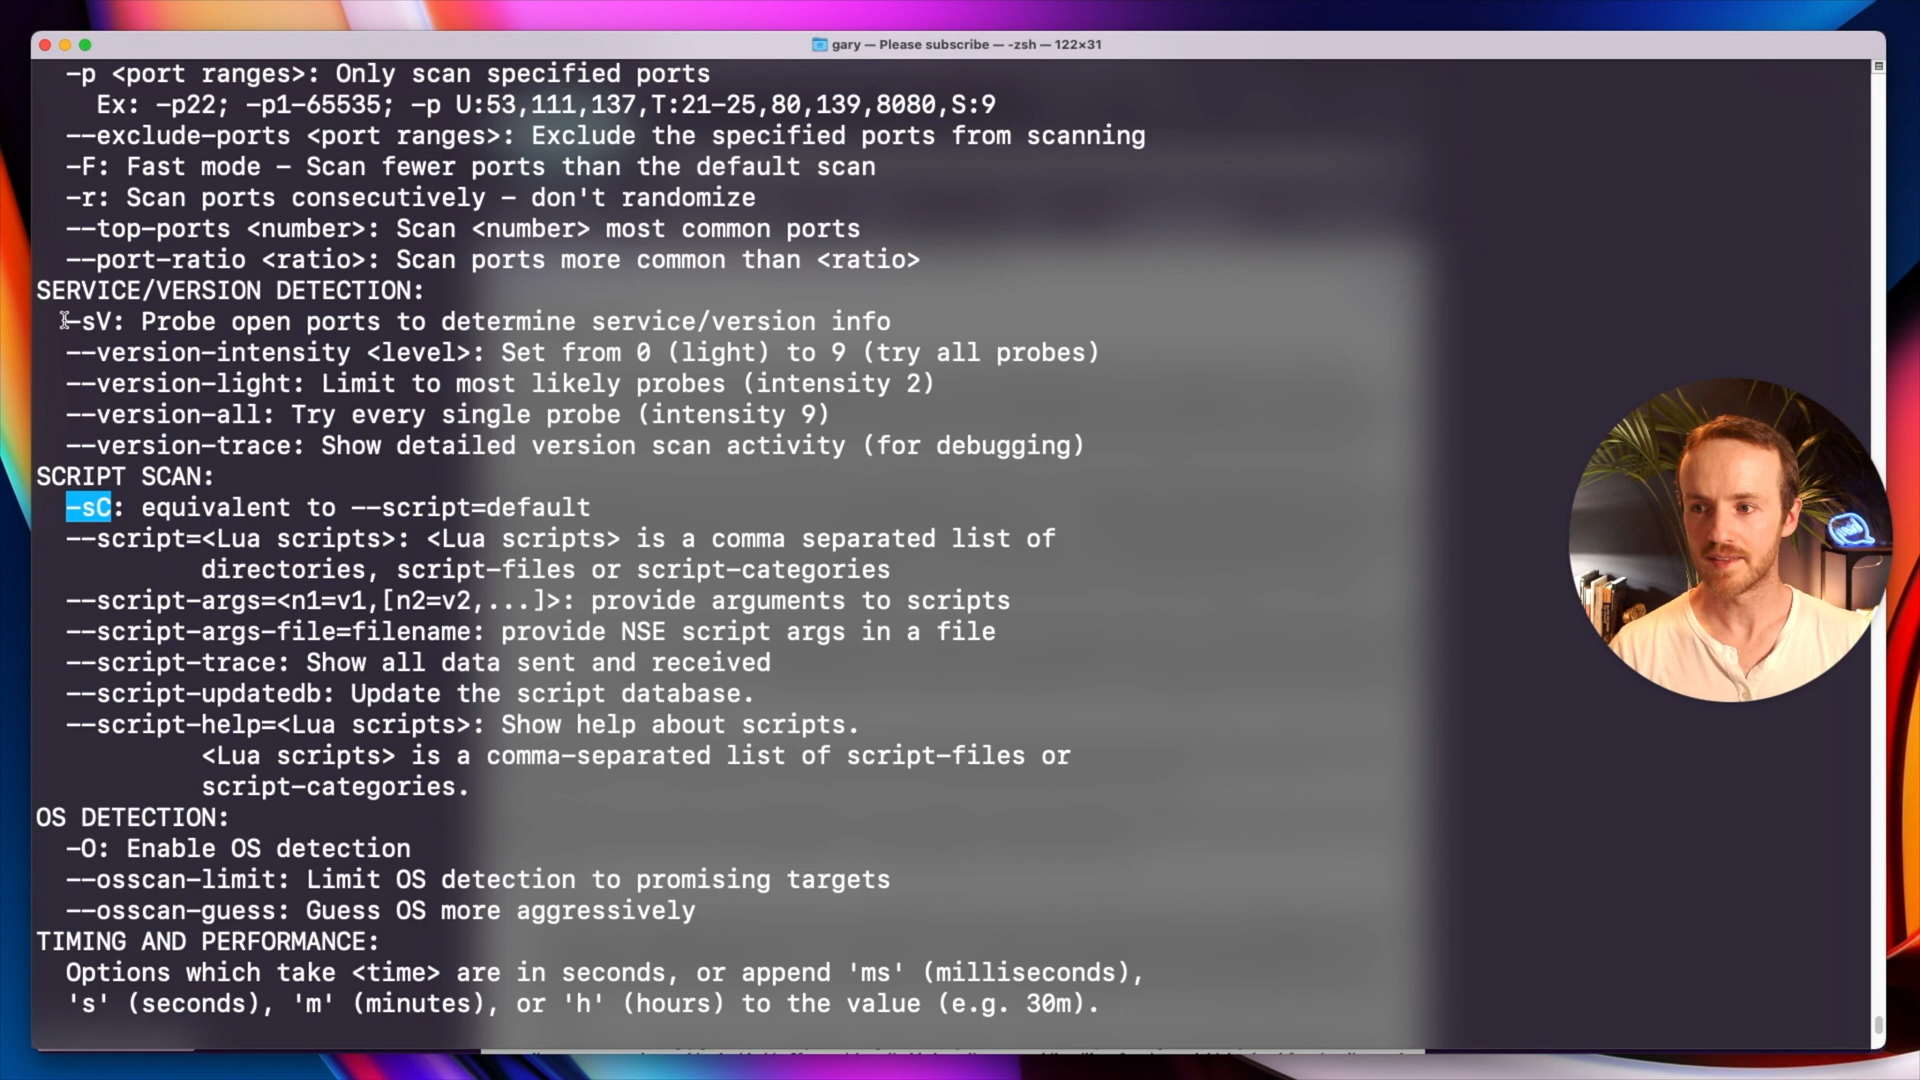 gary — Please subscribe — -zsh — 122×31
-p <port ranges>: Only scan specified ports
Ex: -p22; -p1-65535; -p U:53,111,137,T:21-25,80,139,8080,S:9
--exclude-ports <port ranges>: Exclude the specified ports from scanning
-F: Fast mode - Scan fewer ports than the default scan
-r: Scan ports consecutively - don't randomize
--top-ports <number>: Scan <number> most common ports
--port-ratio <ratio>: Scan ports more common than <ratio>
SERVICE/VERSION DETECTION:
-sV: Probe open ports to determine service/version info
--version-intensity <level>: Set from 0 (light) to 9 (try all probes)
--version-light: Limit to most likely probes (intensity 2)
--version-all: Try every single probe (intensity 9)
--version-trace: Show detailed version scan activity (for debugging)
SCRIPT SCAN:
-sC: equivalent to --script=default
--script=<Lua scripts>: <Lua scripts> is a comma separated list of
directories, script-files or script-categories
--script-args=<n1=v1,[n2=v2,...]>: provide arguments to scripts
--script-args-file=filename: provide NSE script args in a file
--script-trace: Show all data sent and received
--script-updatedb: Update the script database.
--script-help=<Lua scripts>: Show help about scripts.
<Lua scripts> is a comma-separated list of script-files or
script-categories.
OS DETECTION:
-O: Enable OS detection
--osscan-limit: Limit OS detection to promising targets
--osscan-guess: Guess OS more aggressively
TIMING AND PERFORMANCE:
Options which take <time> are in seconds, or append 'ms' (milliseconds),
's' (seconds), 'm' (minutes), or 'h' (hours) to the value (e.g. 30m).